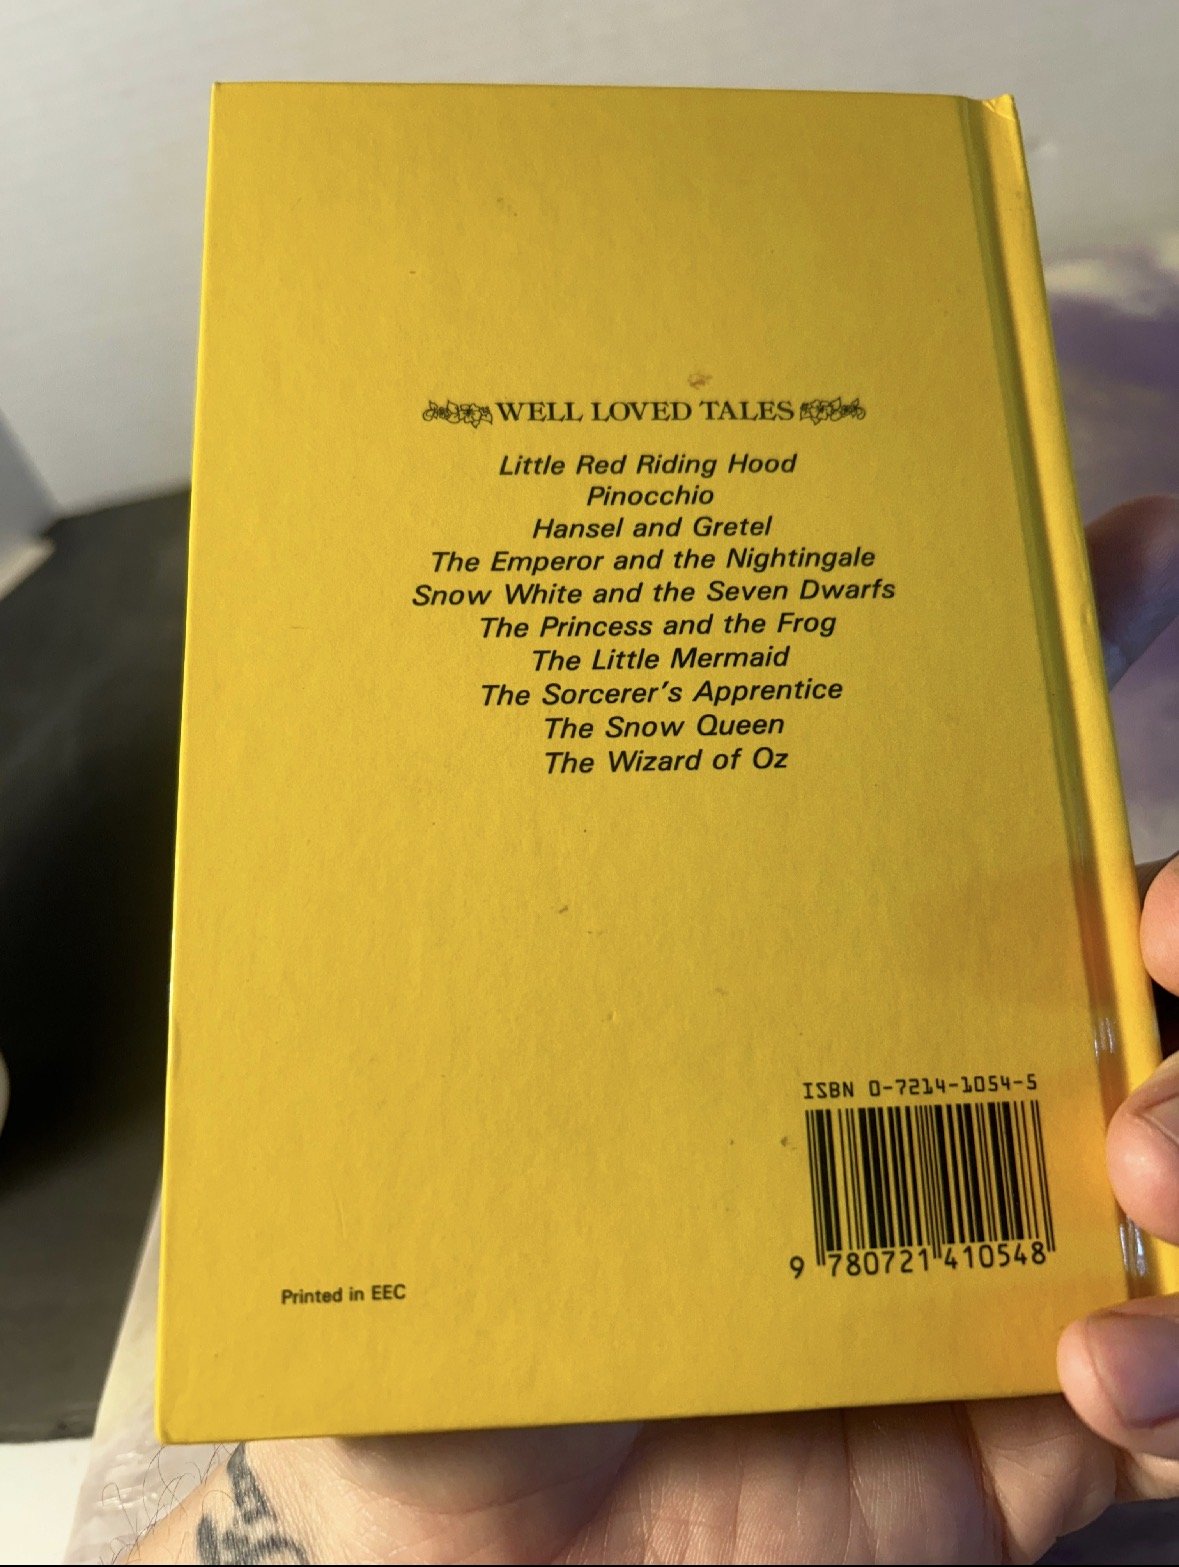 WELL LOVED TALES
Little Red Riding Hood
Pinocchio
Hansel and Gretel
The Emperor and the Nightingale
Snow White and the Seven Dwarfs
The Princess and the Frog
The Little Mermaid
The Sorcerer's Apprentice
The Snow Queen
The Wizard of Oz
ISBN 0-7214-1054-5
9 780721 410548
Printed in EEC